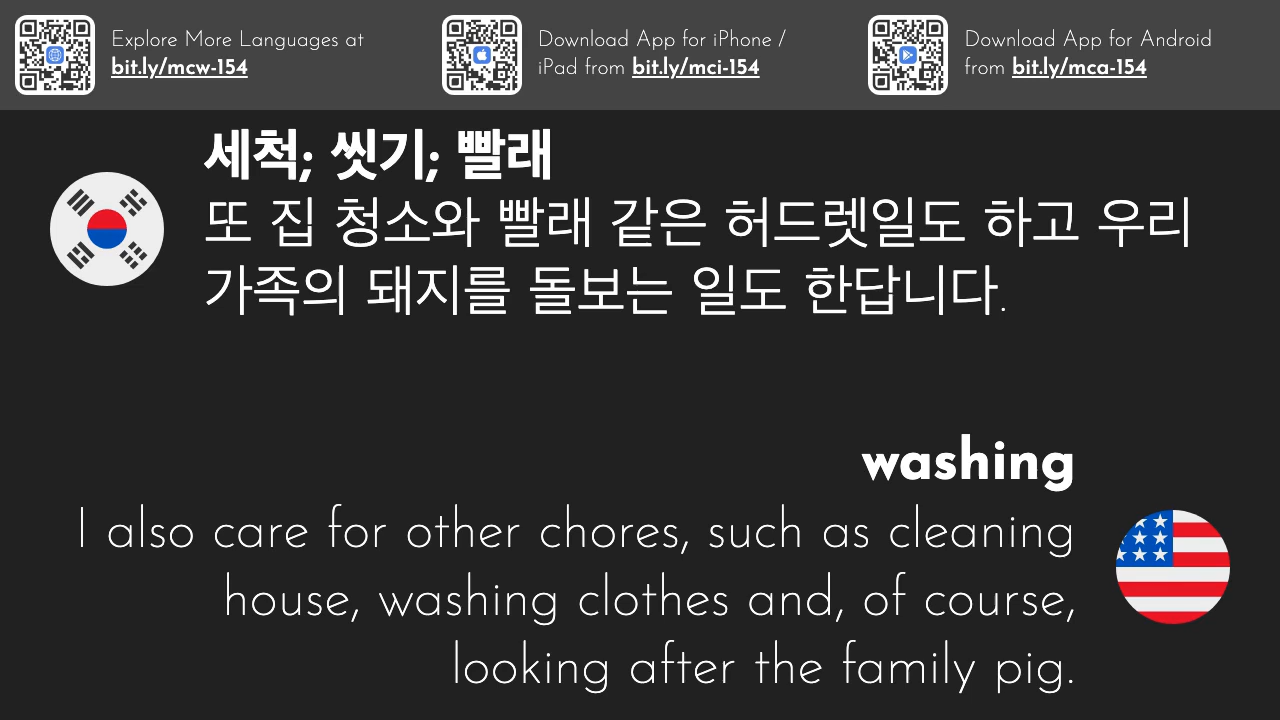 Explore More Languages at
bit.ly/mcw-154
Download App for iPhone /
iPad from bit.ly/mci-154
Download App for Android
from bit.ly/mca-154
세척; 씻기; 빨래
또 집 청소와 빨래 같은 허드렛일도 하고 우리
가족의 돼지를 돌보는 일도 한답니다.
washing
I also care for other chores, such as cleaning
house, washing clothes and, of course,
looking after the family pig.